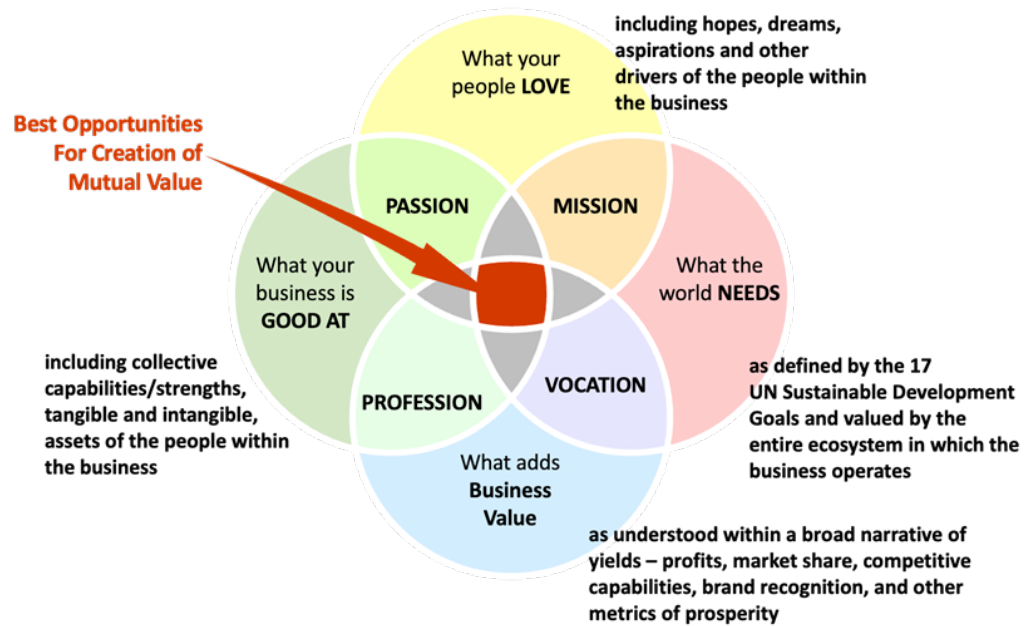 What your
people LOVE
including hopes, dreams,
aspirations and other
drivers of the people within
the business
Best Opportunities
For Creation of
Mutual Value
PASSION
MISSION
What your
business is
GOOD AT
What the
world NEEDS
including collective
capabilities/strengths,
tangible and intangible,
assets of the people within
the business
PROFESSION
VOCATION
as defined by the 17
UN Sustainable Development
Goals and valued by the
entire ecosystem in which the
business operates
What adds
Business
Value
as understood within a broad narrative of
yields – profits, market share, competitive
capabilities, brand recognition, and other
metrics of prosperity